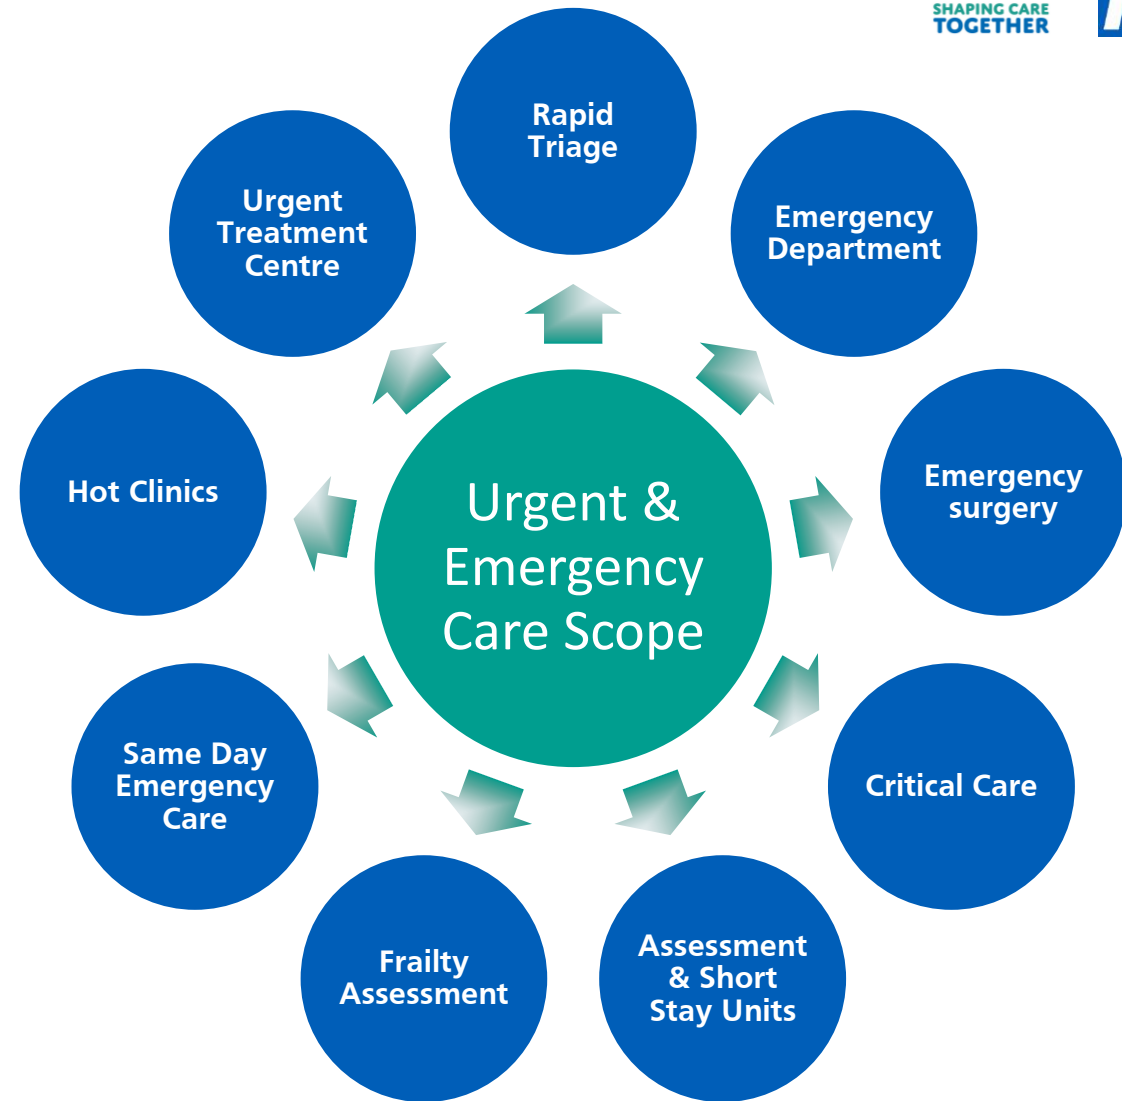 SHAPING CARE
TOGETHER
Rapid
Triage
Emergency
Department
Emergency
surgery
Critical Care
Assessment
& Short
Stay Units
Frailty
Assessment
Same Day
Emergency
Care
Hot Clinics
Urgent
Treatment
Centre
Urgent &
Emergency
Care Scope